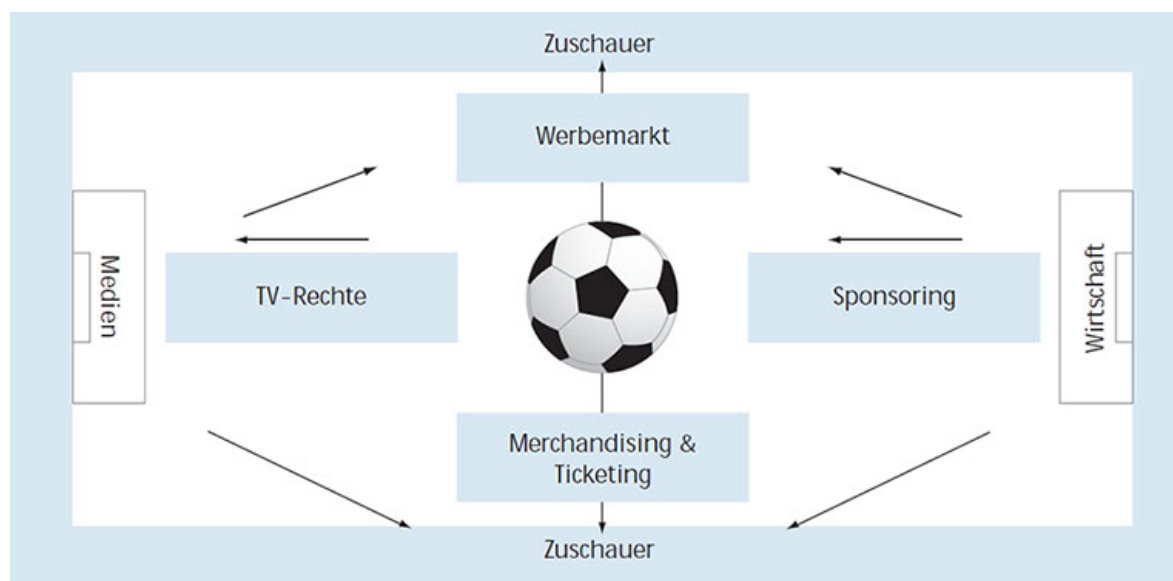 Zuschauer
Werbemarkt
Medien
TV-Rechte
Sponsoring
Wirtschaft
Merchandising &
Ticketing
Zuschauer